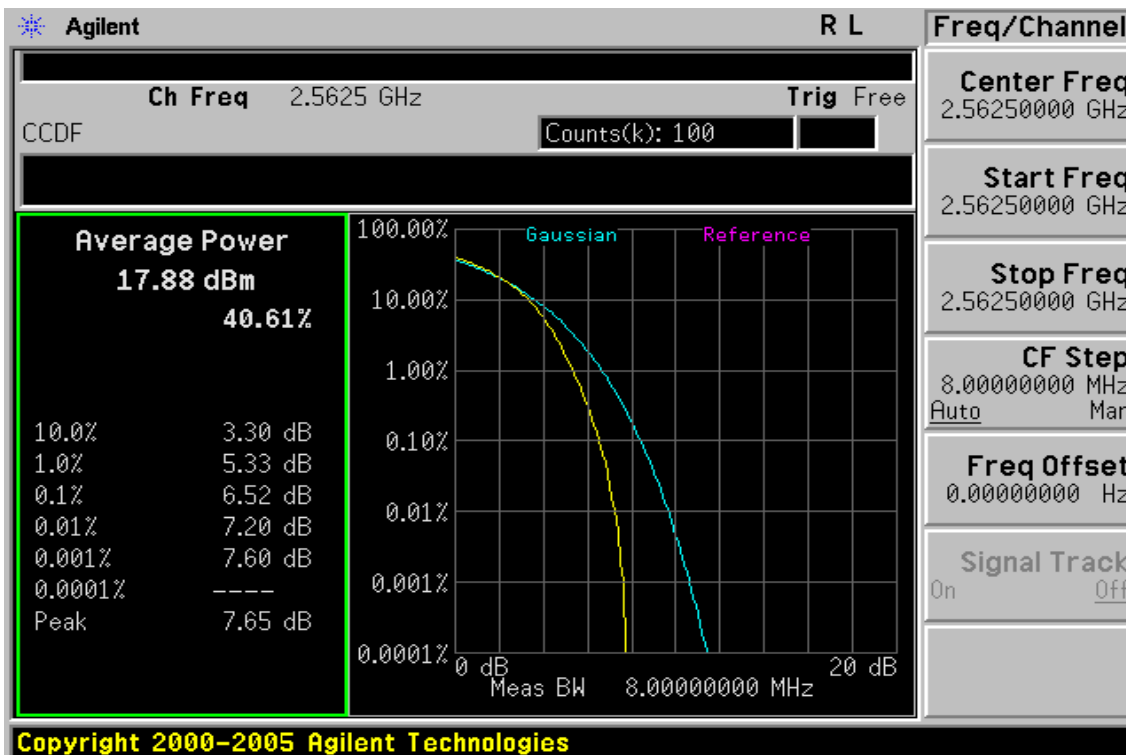 Agilent R L
Ch Freq 2.5625 GHz Trig Free
CCDF Counts(k): 100
Average Power
17.88 dBm
40.61%
10.0% 3.30 dB
1.0% 5.33 dB
0.1% 6.52 dB
0.01% 7.20 dB
0.001% 7.60 dB
0.0001% ----
Peak 7.65 dB
Gaussian Reference
100.00%
10.00%
1.00%
0.10%
0.01%
0.001%
0.0001%
0 dB 20 dB
Meas BW 8.00000000 MHz
Freq/Channel
Center Freq
2.56250000 GHz
Start Freq
2.56250000 GHz
Stop Freq
2.56250000 GHz
CF Step
8.00000000 MHz
Auto Man
Freq Offset
0.00000000 Hz
Signal Track
On Off
Copyright 2000-2005 Agilent Technologies